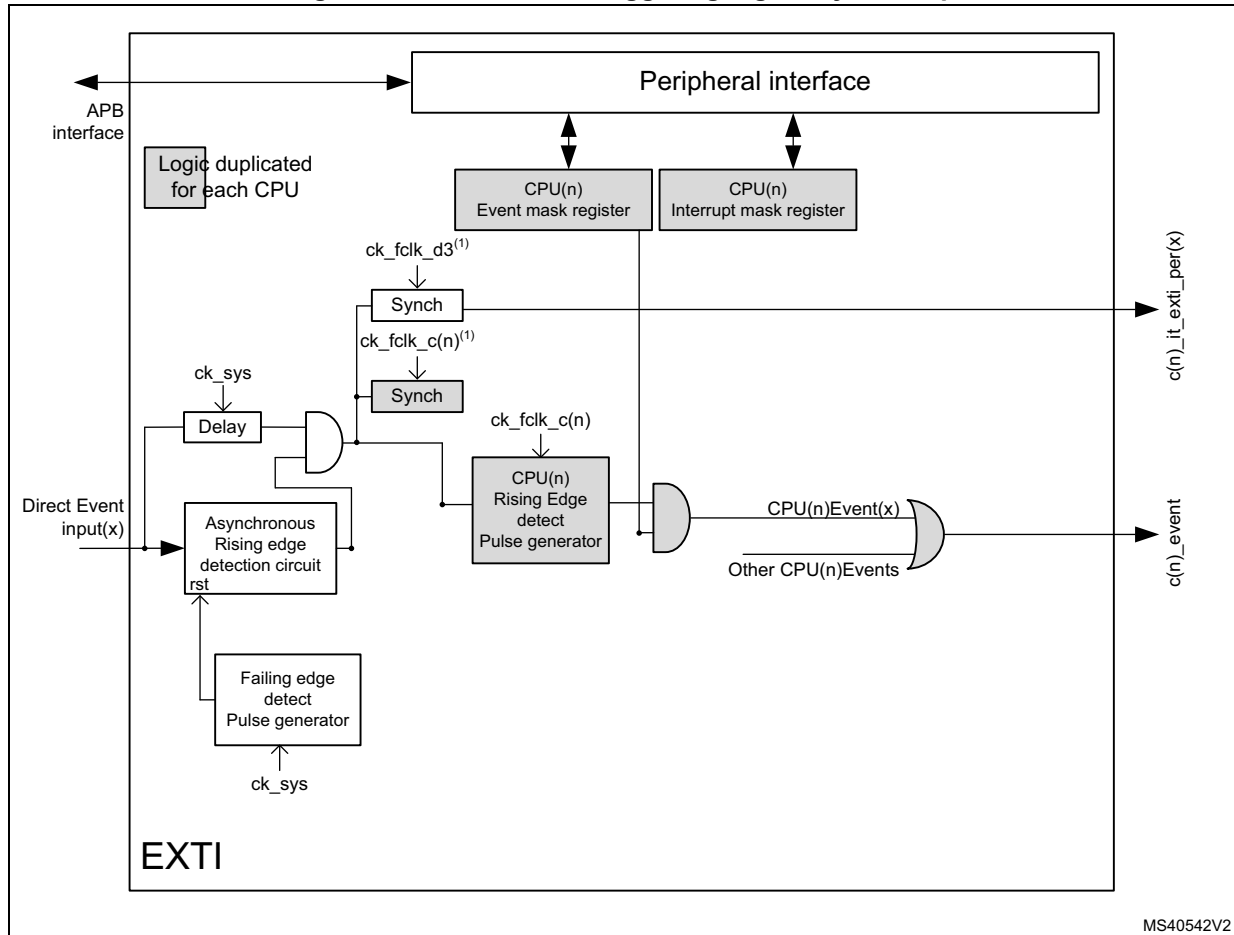 Peripheral interface
APB
interface
Logic duplicated
for each CPU
CPU(n)
Event mask register
CPU(n)
Interrupt mask register
ck_fclk_d3(1)
Synch
c(n)_it_exti_per(x)
ck_fclk_c(n)(1)
Synch
ck_sys
Delay
ck_fclk_c(n)
CPU(n)
Rising Edge
detect
Pulse generator
Direct Event
input(x)
Asynchronous
Rising edge
detection circuit
rst
CPU(n)Event(x)
Other CPU(n)Events
c(n)_event
Failing edge
detect
Pulse generator
ck_sys
EXTI
MS40542V2